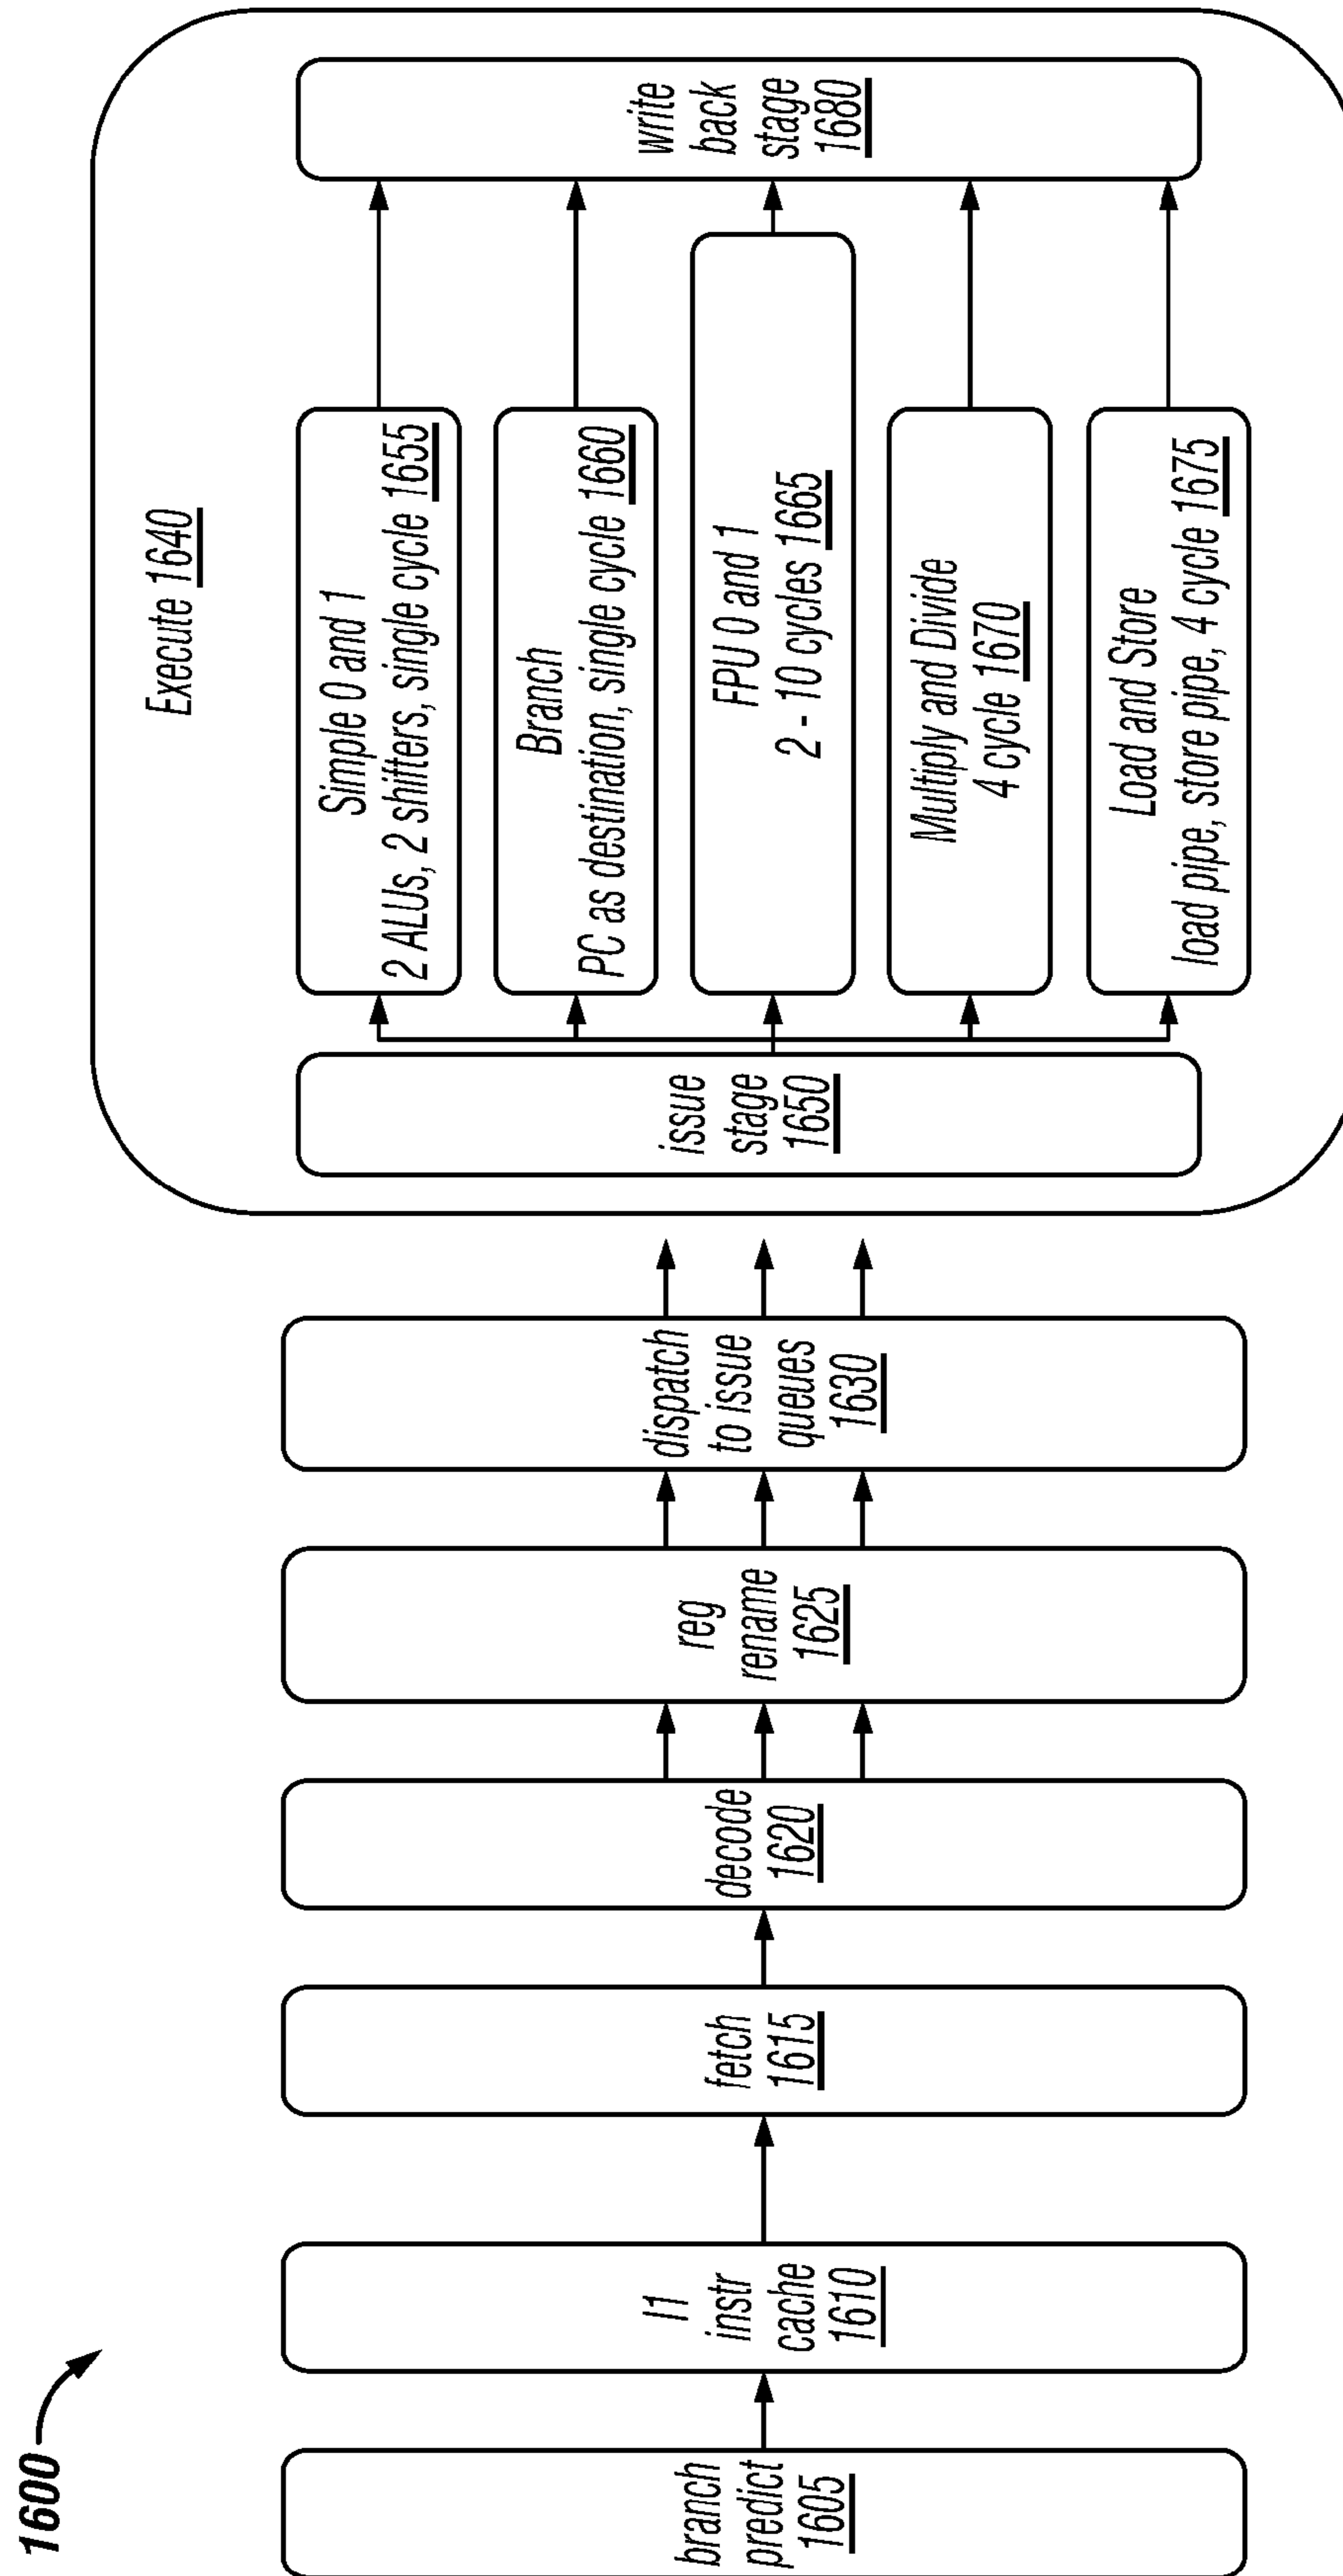 1600
branch
predict
1605
I1
instr
cache
1610
fetch
1615
decode
1620
reg
rename
1625
dispatch
to issue
queues
1630
Execute 1640
issue
stage
1650
Simple 0 and 1
2 ALUs, 2 shifters, single cycle 1655
Branch
PC as destination, single cycle 1660
FPU 0 and 1
2 - 10 cycles 1665
Multiply and Divide
4 cycle 1670
Load and Store
load pipe, store pipe, 4 cycle 1675
write
back
stage
1680